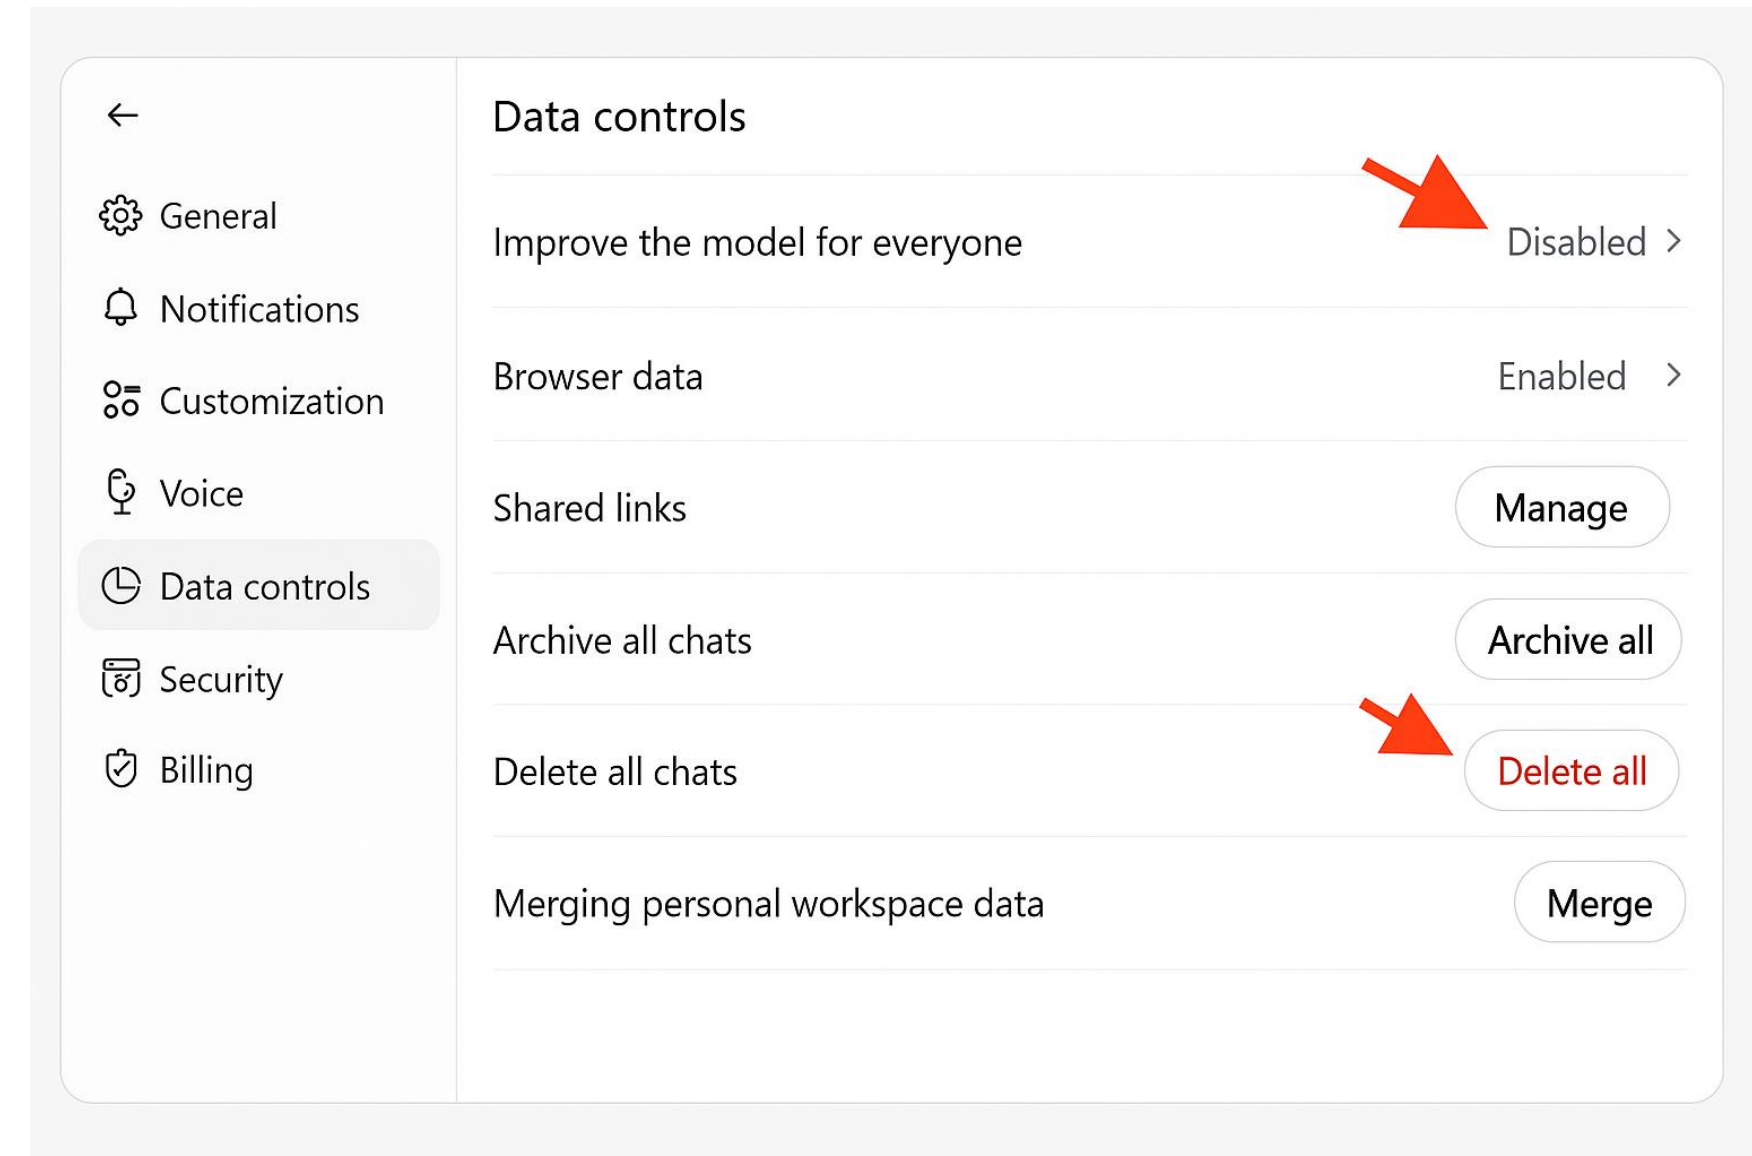 Data controls
General
Notifications
Customization
Voice
Data controls
Security
Billing
Improve the model for everyone
Disabled
Browser data
Enabled
Shared links
Manage
Archive all chats
Archive all
Delete all chats
Delete all
Merging personal workspace data
Merge